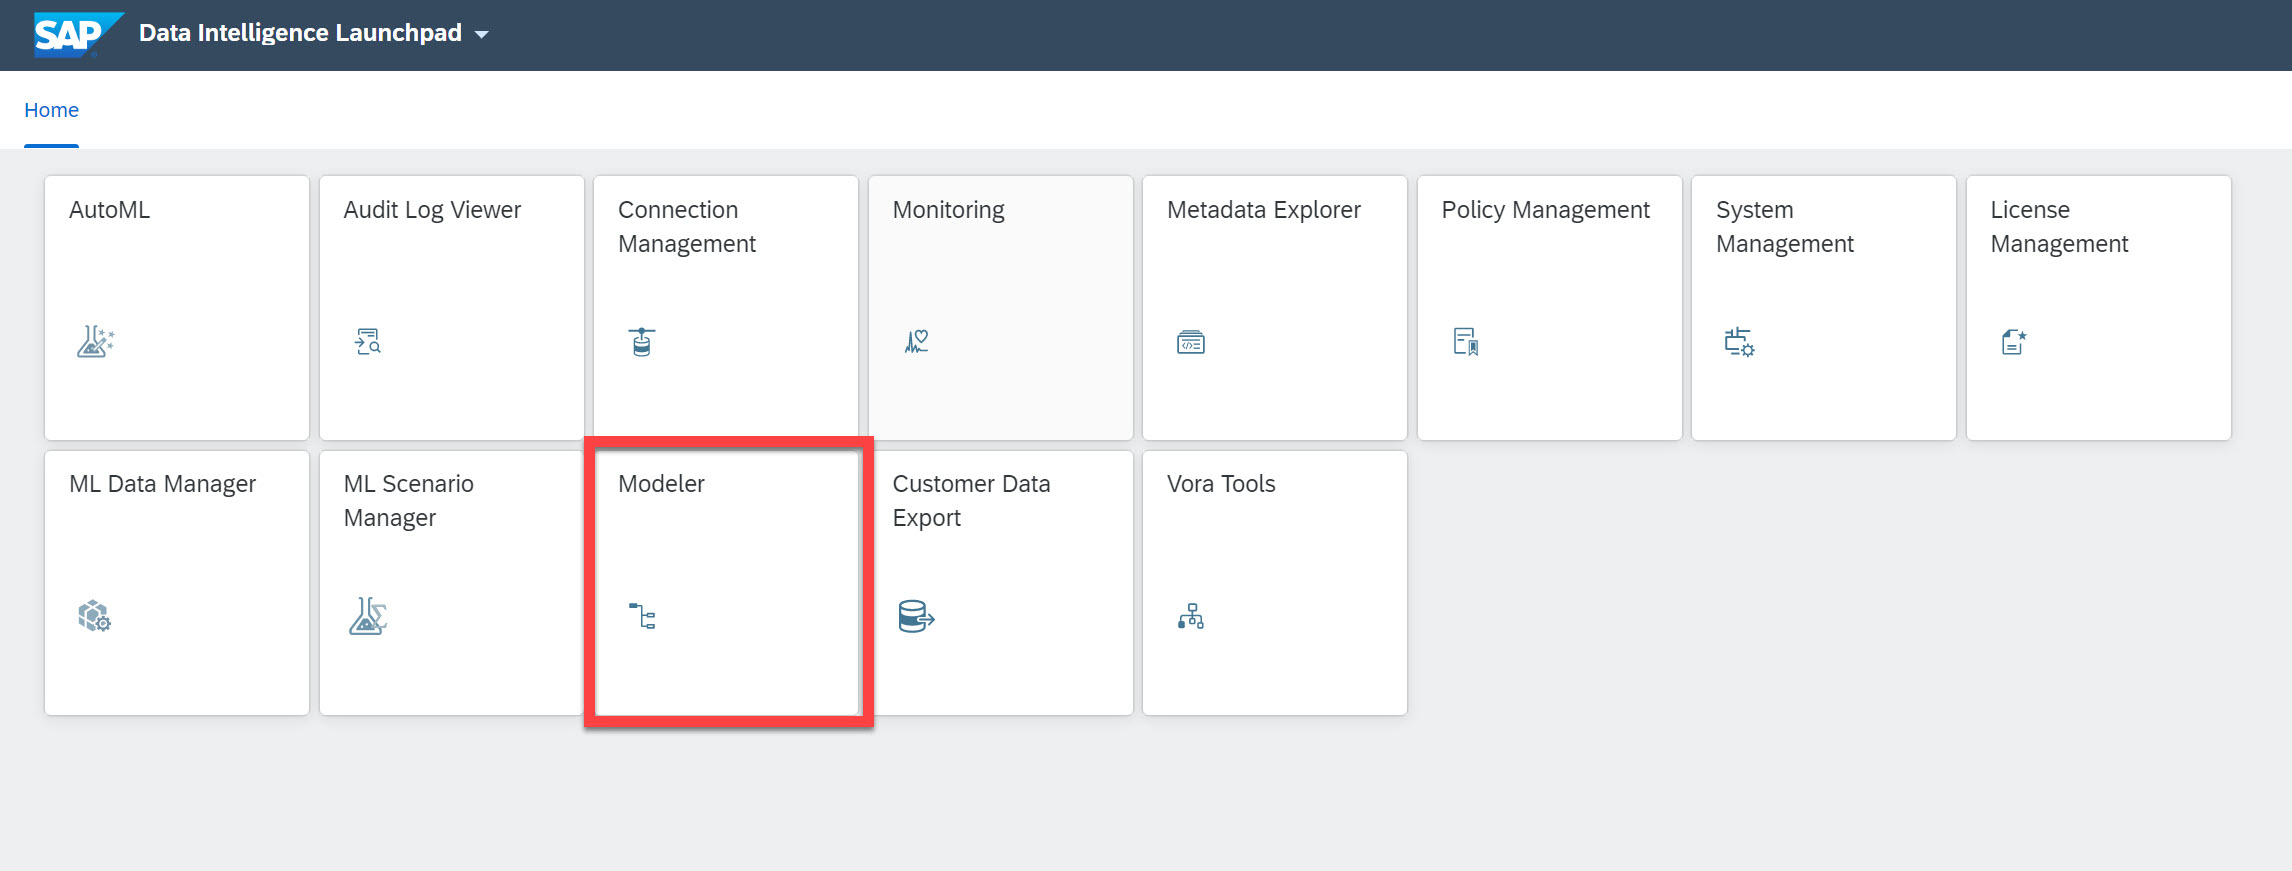 SAP Data Intelligence Launchpad
Home
AutoML
Audit Log Viewer
Connection
Management
Monitoring
Metadata Explorer
Policy Management
System
Management
License
Management
ML Data Manager
ML Scenario
Manager
Modeler
Customer Data
Export
Vora Tools